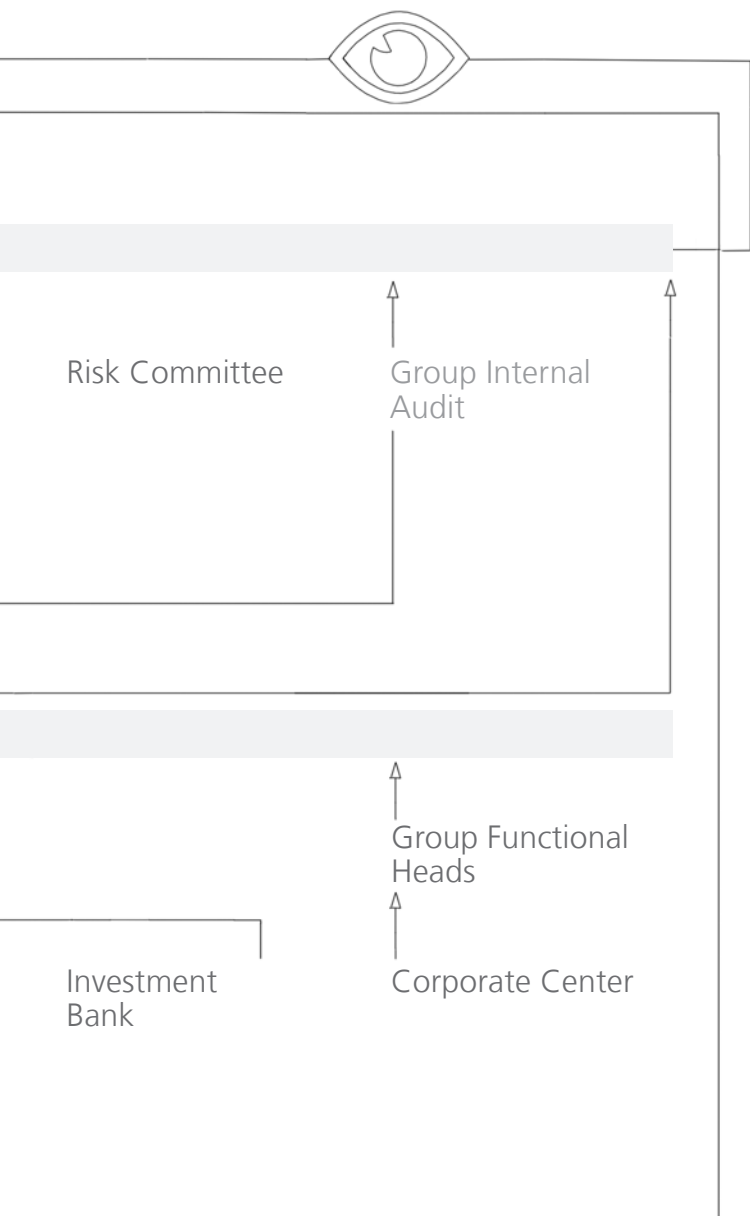 Risk Committee
Group Internal
Audit
Group Functional
Heads
Investment
Bank
Corporate Center